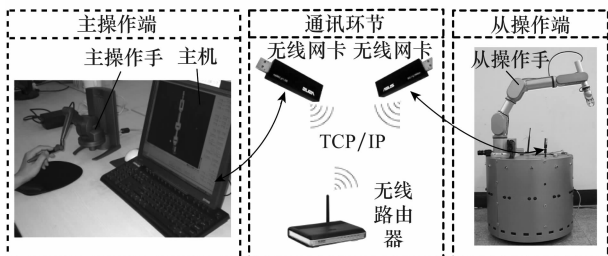 主操作端
通讯环节
从操作端
主操作手 主机
无线网卡 无线网卡
从操作手
TCP/IP
无线
路由
器